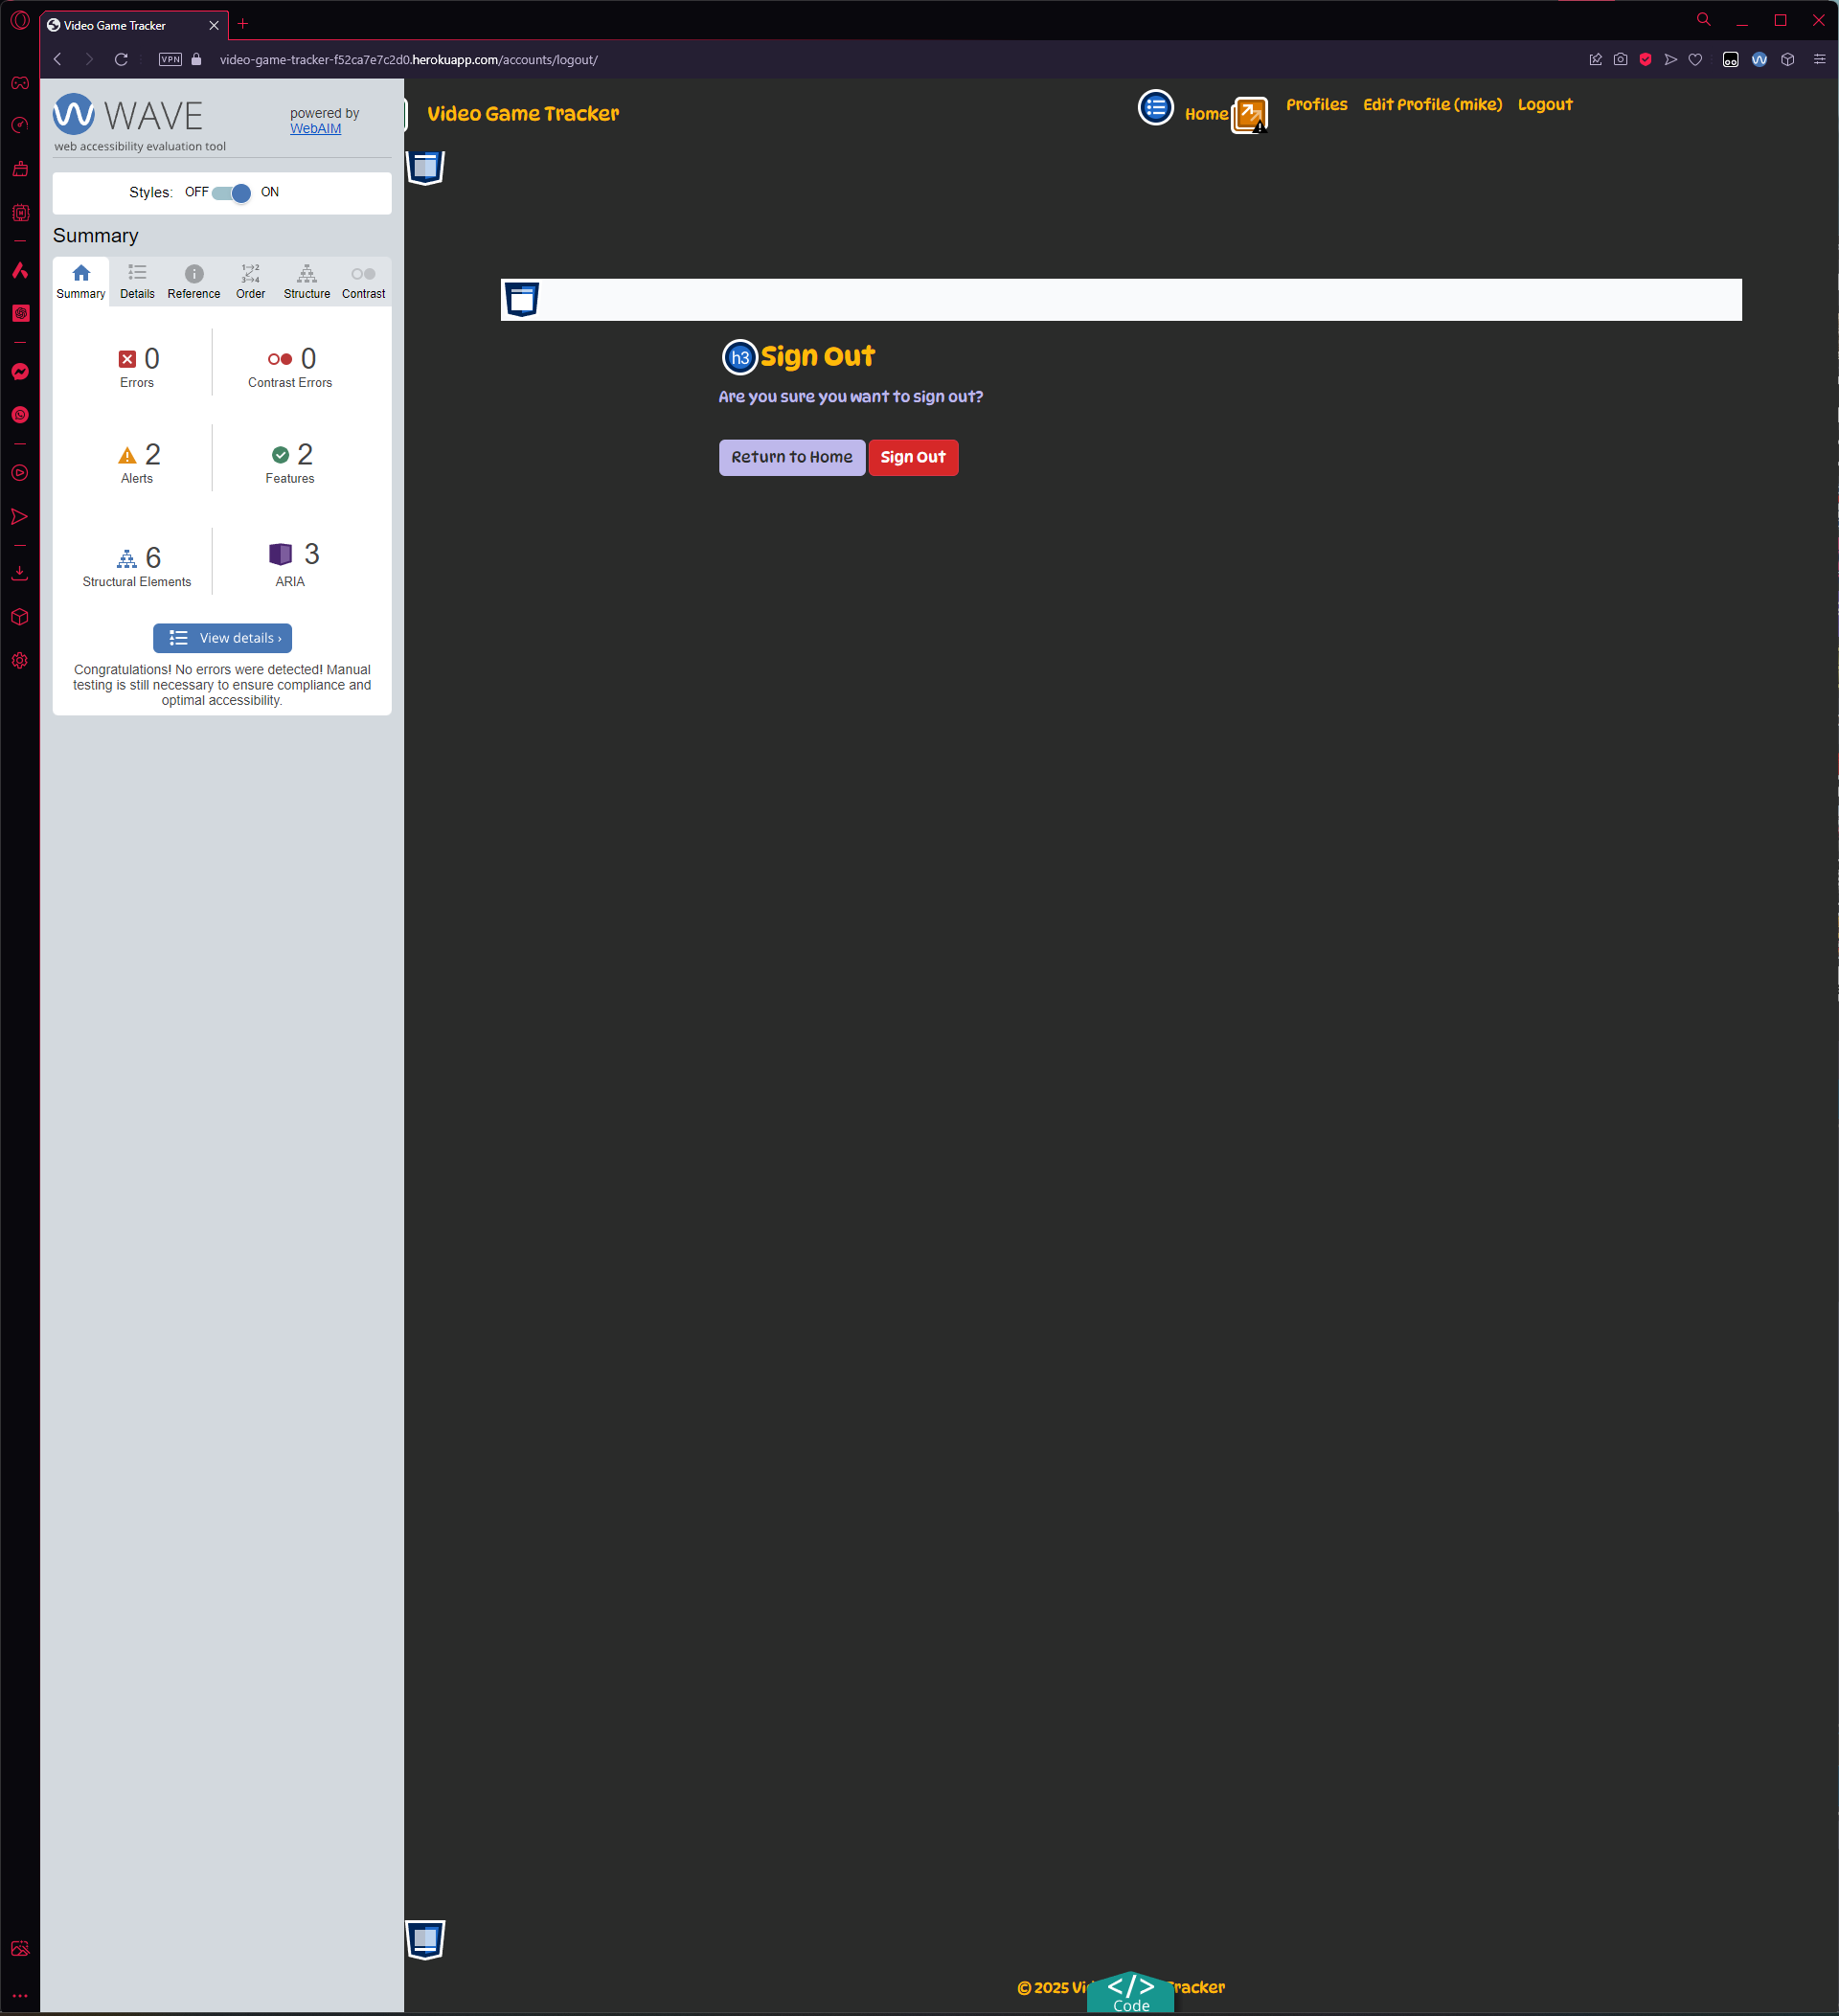 Video Game Tracker
VPN
video-game-tracker-f52ca7e7c2d0.herokuapp.com/accounts/logout/
WAVE
powered by
WebAIM
web accessibility evaluation tool
Styles: OFF ON
Summary
Summary Details Reference Order Structure Contrast
0 0
Errors Contrast Errors
2 2
Alerts Features
6 3
Structural Elements ARIA
View details ›
Congratulations! No errors were detected! Manual
testing is still necessary to ensure compliance and
optimal accessibility.
Video Game Tracker
Home Profiles Edit Profile (mike) Logout
h3 Sign Out
Are you sure you want to sign out?
Return to Home Sign Out
© 2025 Vi Tracker
</> Code